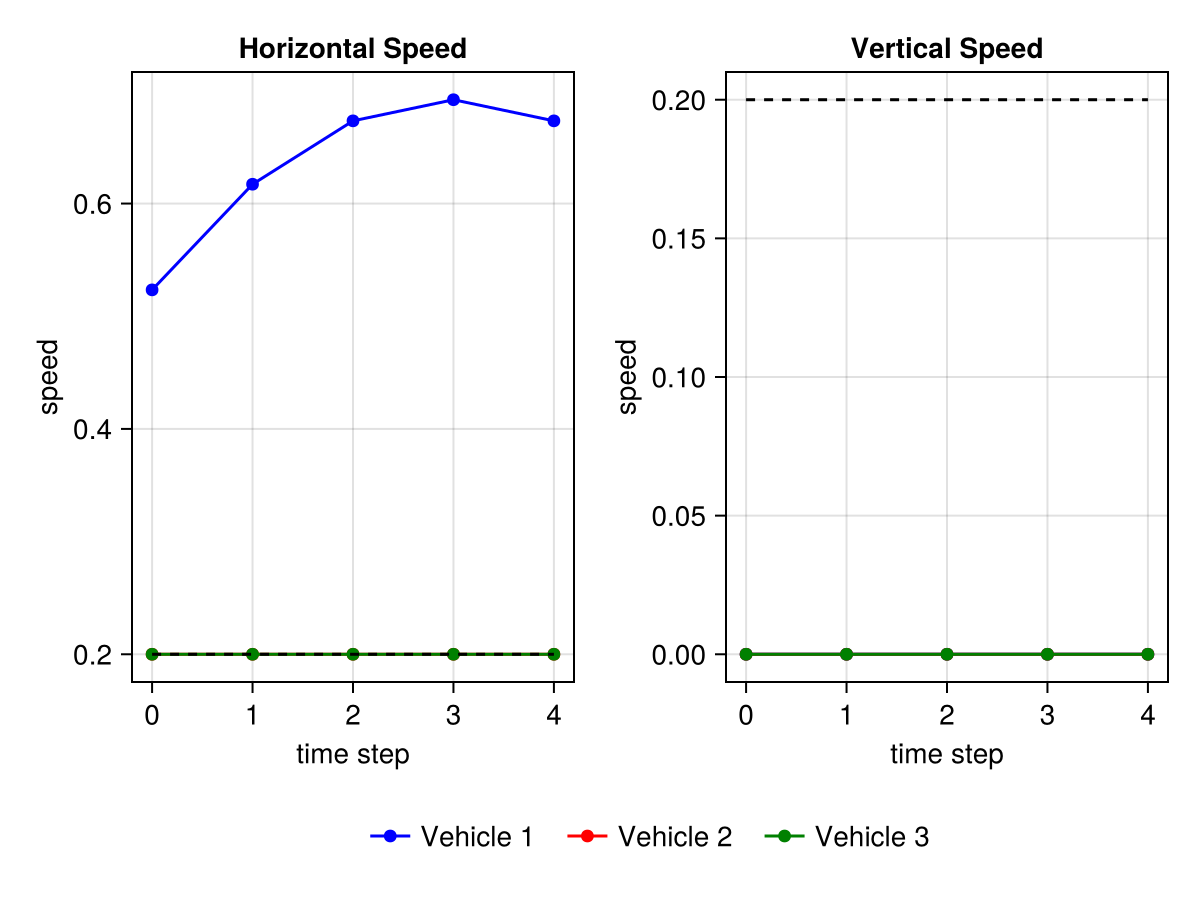 Horizontal Speed
speed
0.6
0.4
0.2
0 1 2 3 4
time step
Vertical Speed
speed
0.20
0.15
0.10
0.05
0.00
0 1 2 3 4
time step
Vehicle 1 Vehicle 2 Vehicle 3